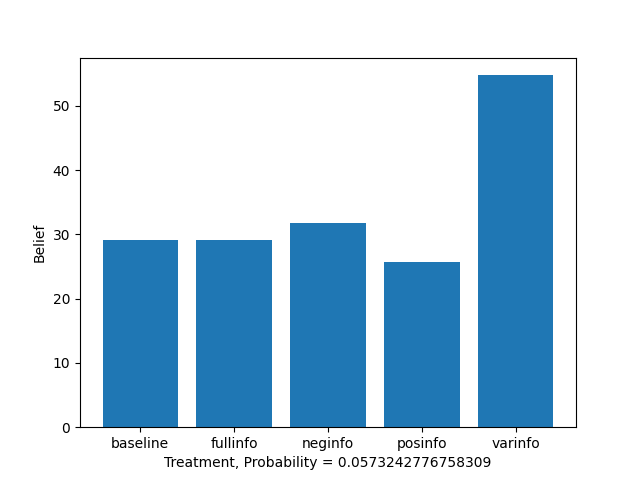 50
40
30
20
10
0
Belief
baseline fullinfo neginfo posinfo varinfo
Treatment, Probability = 0.0573242776758309